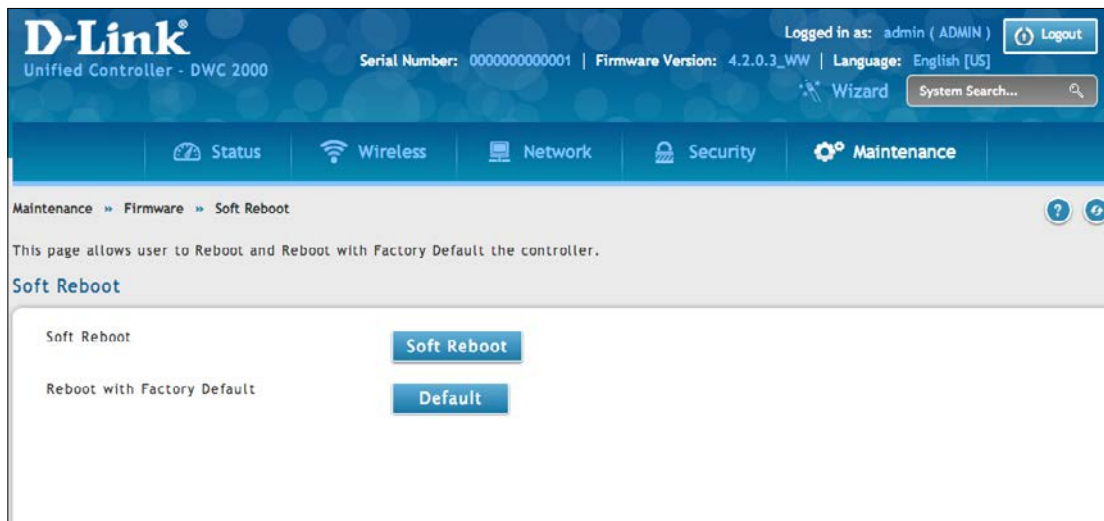 D-Link®
Unified Controller - DWC 2000
Logged in as: admin ( ADMIN )
Logout
Serial Number: 0000000000001 | Firmware Version: 4.2.0.3_WW | Language: English [US]
Wizard
System Search...
Status
Wireless
Network
Security
Maintenance
Maintenance » Firmware » Soft Reboot
?
This page allows user to Reboot and Reboot with Factory Default the controller.
Soft Reboot
Soft Reboot
Soft Reboot
Reboot with Factory Default
Default